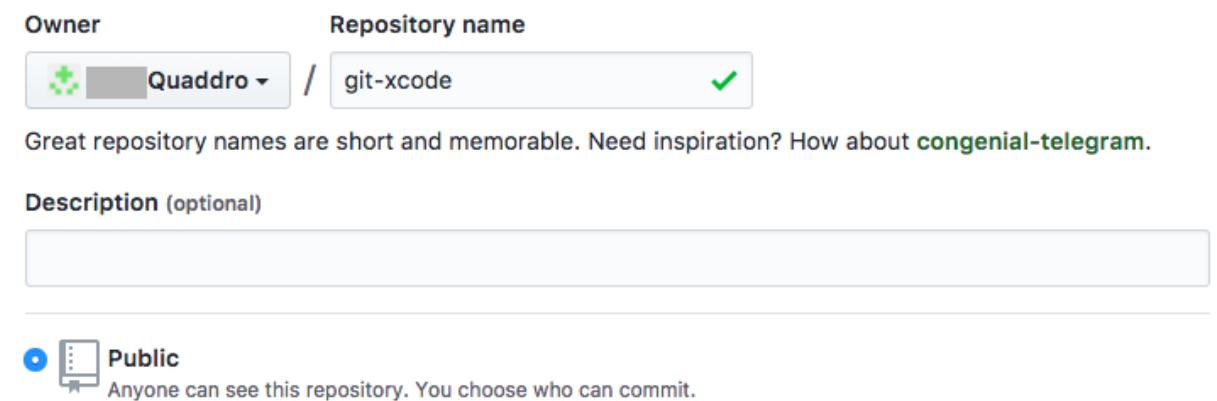 Owner Repository name
Quaddro / git-xcode
Great repository names are short and memorable. Need inspiration? How about congenial-telegram.
Description (optional)
Public
Anyone can see this repository. You choose who can commit.